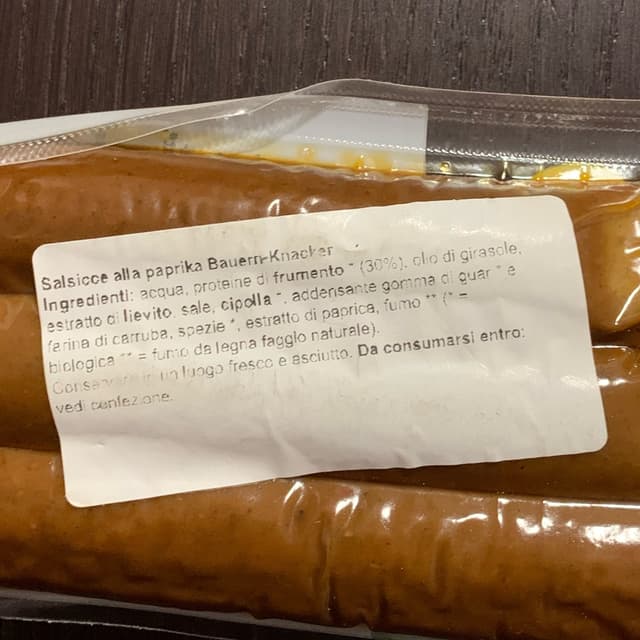 Salsicce alla paprika Bauern-Knacker
Ingredienti: acqua, proteine di frumento * (30%), olio di girasole,
estratto di lievito, sale, cipolla *, addensante gomma di guar * e
farina di carruba, spezie *, estratto di paprica, fumo ** (* =
biologica ** = fumo da legna faggio naturale).
Conservare in un luogo fresco e asciutto. Da consumarsi entro:
vedi confezione.